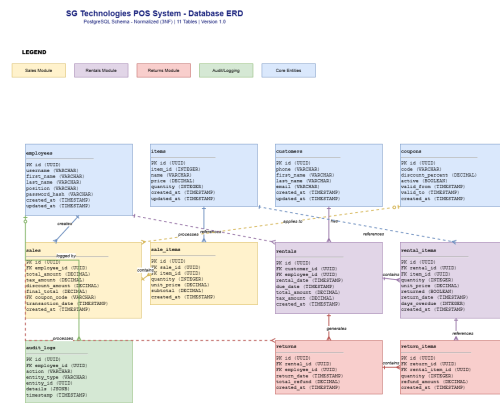 SG Technologies POS System - Database ERD
PostgreSQL Schema - Normalized (3NF) | 11 Tables | Version 1.0
LEGEND
Sales Module
Rentals Module
Returns Module
Audit/Logging
Core Entities
employees
PK id (UUID)
username (VARCHAR)
first_name (VARCHAR)
last_name (VARCHAR)
position (VARCHAR)
password_hash (VARCHAR)
created_at (TIMESTAMP)
updated_at (TIMESTAMP)
items
PK id (UUID)
item_id (INTEGER)
name (VARCHAR)
price (DECIMAL)
quantity (INTEGER)
created_at (TIMESTAMP)
updated_at (TIMESTAMP)
customers
PK id (UUID)
phone (VARCHAR)
first_name (VARCHAR)
last_name (VARCHAR)
email (VARCHAR)
created_at (TIMESTAMP)
updated_at (TIMESTAMP)
coupons
PK id (UUID)
code (VARCHAR)
discount_percent (DECIMAL)
active (BOOLEAN)
valid_from (TIMESTAMP)
valid_to (TIMESTAMP)
created_at (TIMESTAMP)
creates
processes
references
applies to
has
references
sales
logged by
PK id (UUID)
FK employee_id (UUID)
total_amount (DECIMAL)
tax_amount (DECIMAL)
discount_amount (DECIMAL)
final_total (DECIMAL)
FK coupon_code (VARCHAR)
transaction_date (TIMESTAMP)
created_at (TIMESTAMP)
contains
sale_items
PK id (UUID)
FK sale_id (UUID)
FK item_id (UUID)
quantity (INTEGER)
unit_price (DECIMAL)
subtotal (DECIMAL)
created_at (TIMESTAMP)
rentals
PK id (UUID)
FK customer_id (UUID)
FK employee_id (UUID)
rental_date (TIMESTAMP)
due_date (TIMESTAMP)
total_amount (DECIMAL)
tax_amount (DECIMAL)
created_at (TIMESTAMP)
contains
rental_items
PK id (UUID)
FK rental_id (UUID)
FK item_id (UUID)
quantity (INTEGER)
unit_price (DECIMAL)
returned (BOOLEAN)
return_date (TIMESTAMP)
days_overdue (INTEGER)
created_at (TIMESTAMP)
generates
references
processes
audit_logs
PK id (UUID)
FK employee_id (UUID)
action (VARCHAR)
entity_type (VARCHAR)
entity_id (UUID)
details (JSONB)
timestamp (TIMESTAMP)
returns
PK id (UUID)
FK rental_id (UUID)
FK employee_id (UUID)
return_date (TIMESTAMP)
total_refund (DECIMAL)
created_at (TIMESTAMP)
contains
return_items
PK id (UUID)
FK return_id (UUID)
FK rental_item_id (UUID)
quantity (INTEGER)
refund_amount (DECIMAL)
created_at (TIMESTAMP)